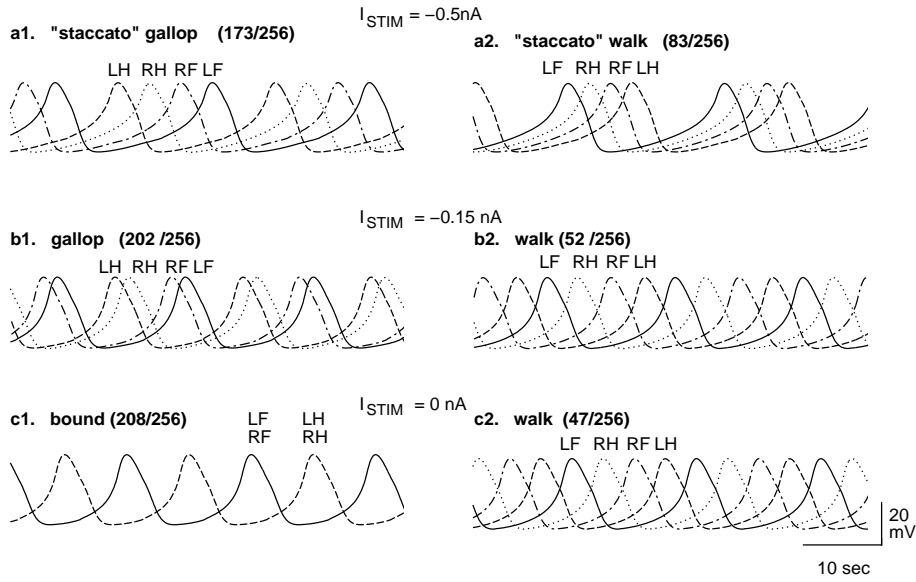 I STIM = −0.5nA
a1. "staccato" gallop (173/256)
LH RH RF LF
a2. "staccato" walk (83/256)
LF RH RF LH
I STIM = −0.15 nA
b1. gallop (202 /256)
LH RH RF LF
b2. walk (52 /256)
LF RH RF LH
I STIM = 0 nA
c1. bound (208/256)
LF LH
RF RH
c2. walk (47/256)
LF RH RF LH
20
mV
10 sec